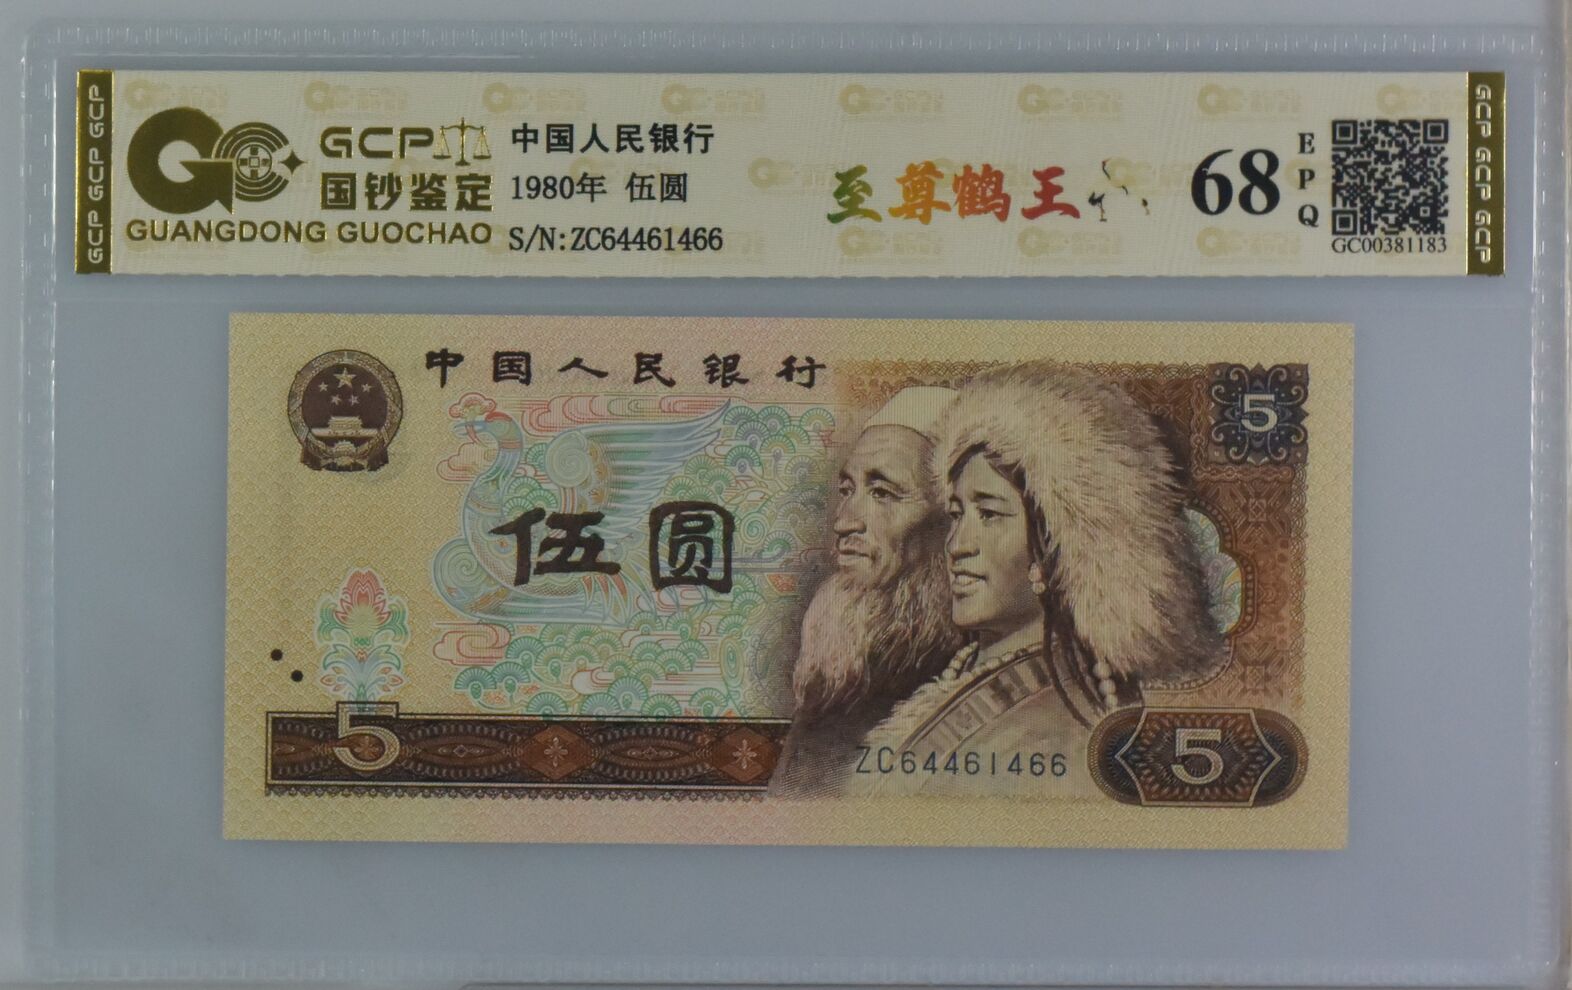 GCP GCP GCP
GCP
国钞鉴定
GUANGDONG GUOCHAO
中国人民银行
1980年 伍圆
S/N:ZC64461466
至尊鹤王
68
EPQ
GC00381183
GCP GCP GCP
中国人民银行
5
伍圆
5
ZC64461466
5